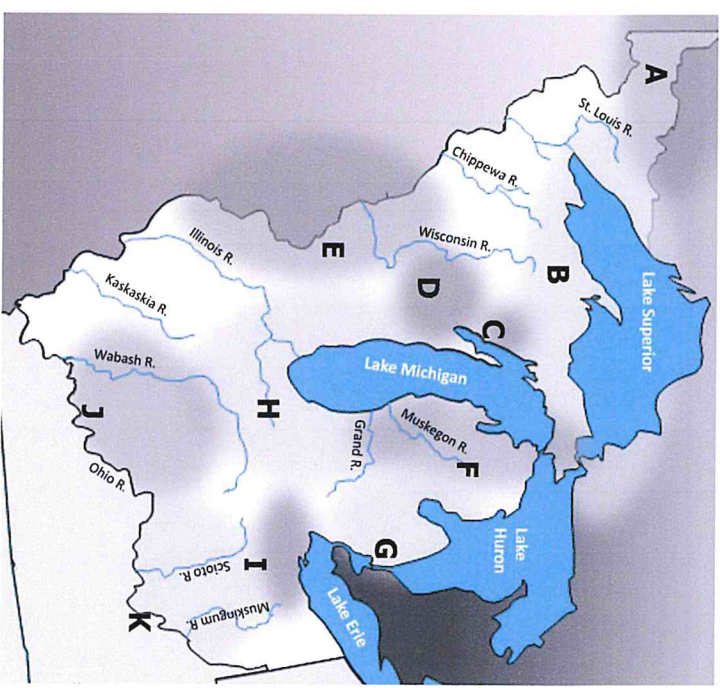 A
St. Louis R.
Chippewa R.
B
Lake Superior
Wisconsin R.
E
D
C
Illinois R.
Kaskaskia R.
Lake Michigan
Wabash R.
H
Muskegon R.
Grand R.
F
J
Ohio R.
G
Lake
Huron
I
Scioto R.
K
Muskingum R.
Lake Erie